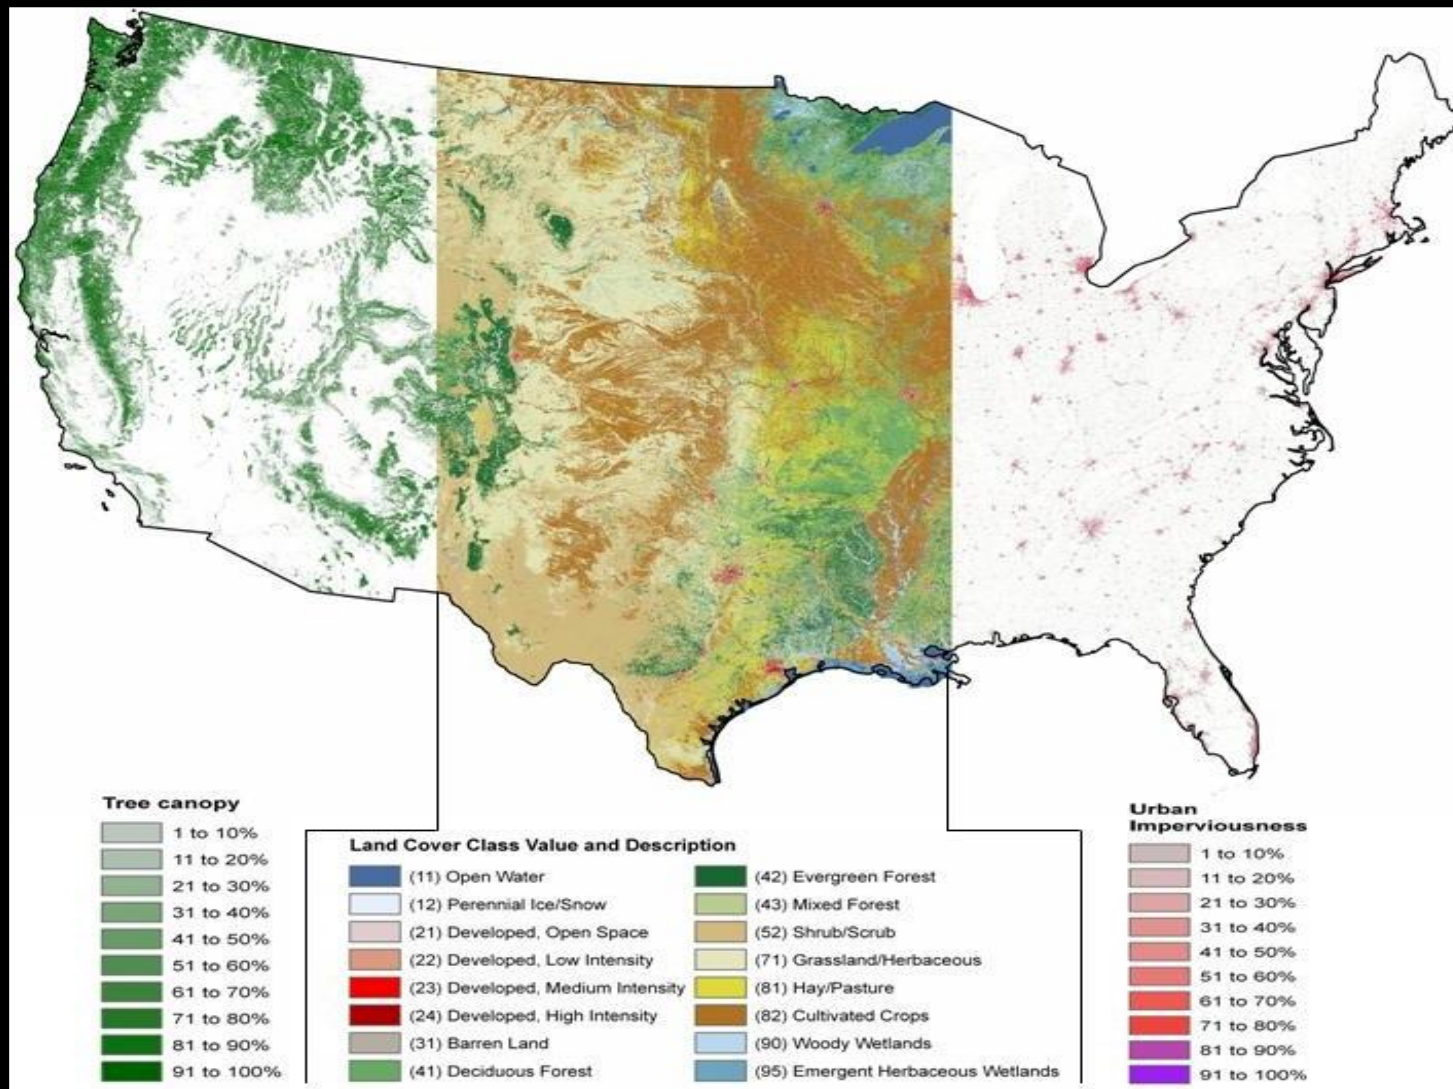 Tree canopy
1 to 10%
11 to 20%
21 to 30%
31 to 40%
41 to 50%
51 to 60%
61 to 70%
71 to 80%
81 to 90%
91 to 100%
Land Cover Class Value and Description
(11) Open Water
(12) Perennial Ice/Snow
(21) Developed, Open Space
(22) Developed, Low Intensity
(23) Developed, Medium Intensity
(24) Developed, High Intensity
(31) Barren Land
(41) Deciduous Forest
(42) Evergreen Forest
(43) Mixed Forest
(52) Shrub/Scrub
(71) Grassland/Herbaceous
(81) Hay/Pasture
(82) Cultivated Crops
(90) Woody Wetlands
(95) Emergent Herbaceous Wetlands
Urban
Imperviousness
1 to 10%
11 to 20%
21 to 30%
31 to 40%
41 to 50%
51 to 60%
61 to 70%
71 to 80%
81 to 90%
91 to 100%